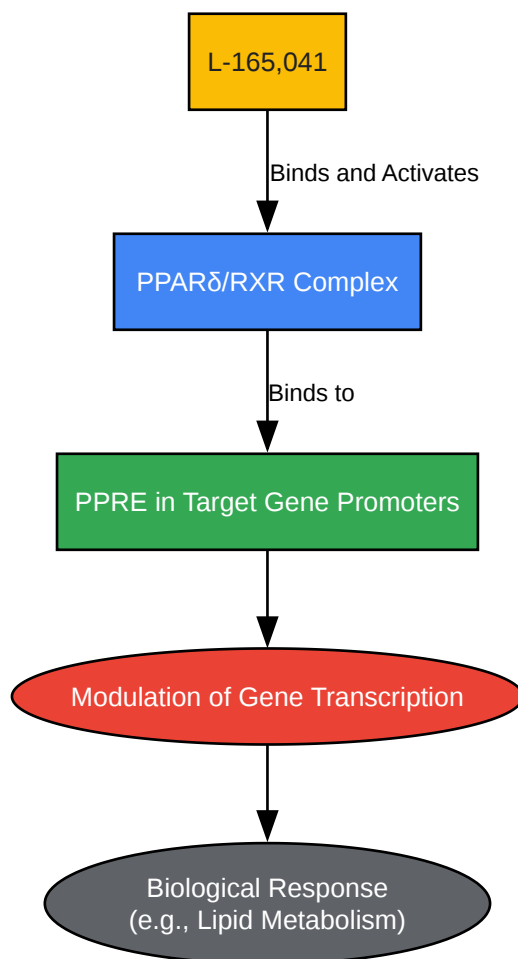 L-165,041
Binds and Activates
PPARδ/RXR Complex
Binds to
PPRE in Target Gene Promoters
Modulation of Gene Transcription
Biological Response
(e.g., Lipid Metabolism)